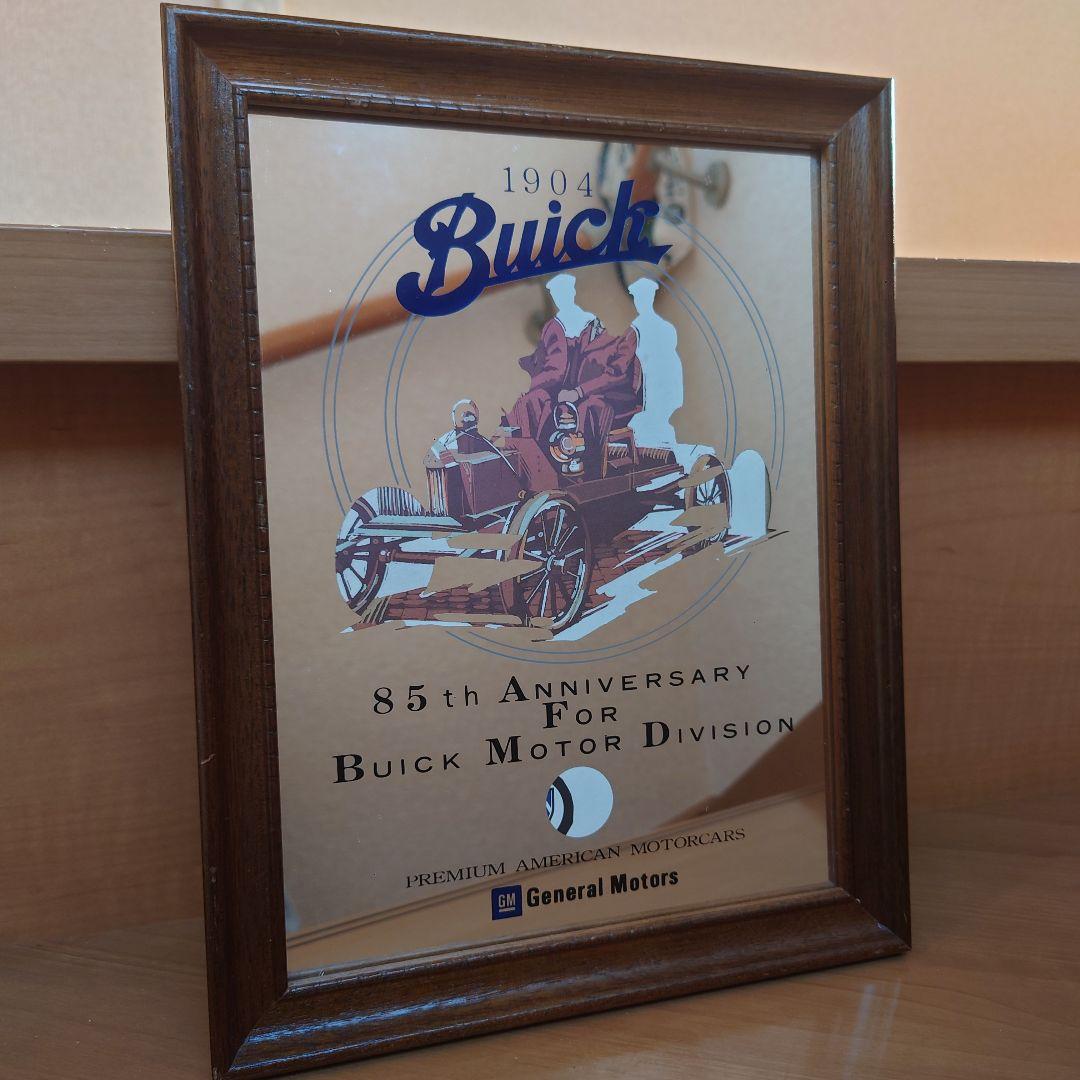 1904
Buick
85th ANNIVERSARY
FOR
BUICK MOTOR DIVISION
PREMIUM AMERICAN MOTORCARS
GM General Motors